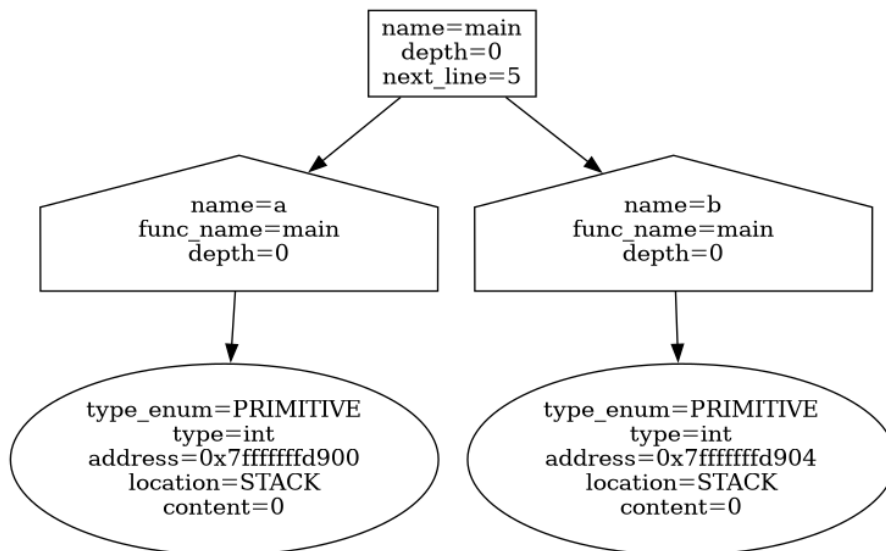 name=main
depth=0
next_line=5
name=a
func_name=main
depth=0
name=b
func_name=main
depth=0
type_enum=PRIMITIVE
type=int
address=0x7fffffffd900
location=STACK
content=0
type_enum=PRIMITIVE
type=int
address=0x7fffffffd904
location=STACK
content=0